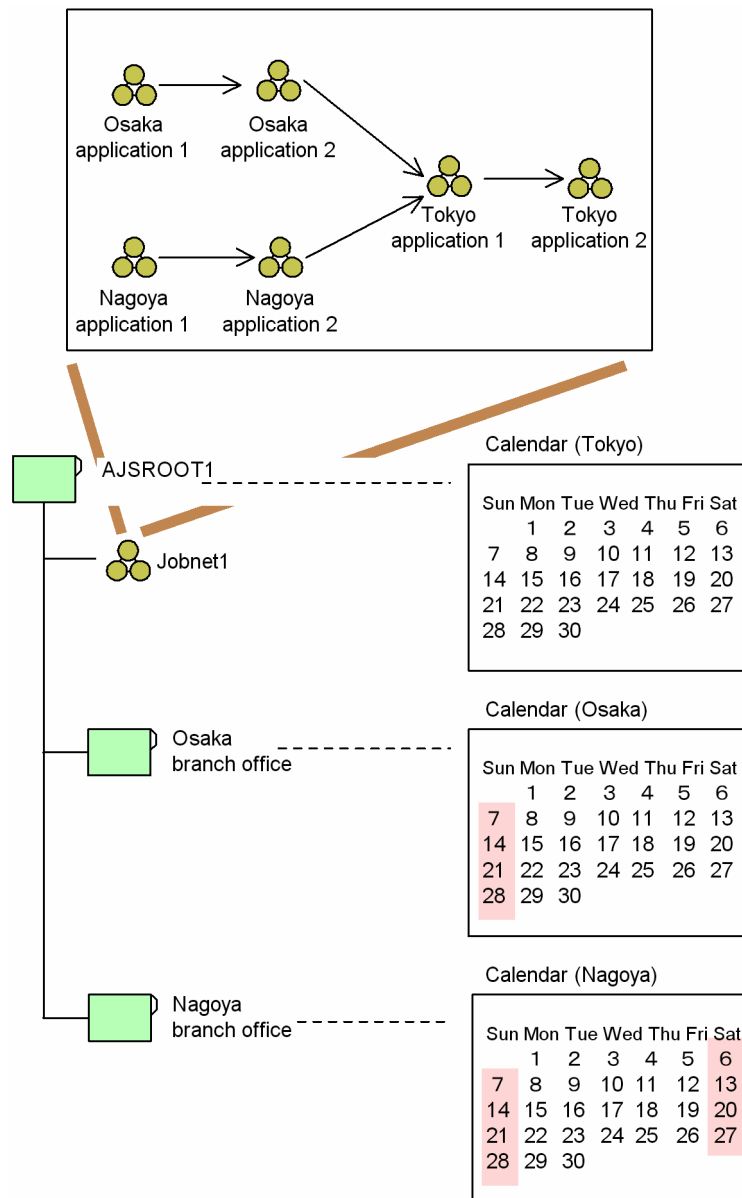 Osaka
application 1
Osaka
application 2
Tokyo
application 1
Tokyo
application 2
Nagoya
application 1
Nagoya
application 2
AJSROOT1
Jobnet1
Calendar (Tokyo)
Sun Mon Tue Wed Thu Fri Sat
1 2 3 4 5 6
7 8 9 10 11 12 13
14 15 16 17 18 19 20
21 22 23 24 25 26 27
28 29 30
Osaka
branch office
Calendar (Osaka)
Sun Mon Tue Wed Thu Fri Sat
1 2 3 4 5 6
7 8 9 10 11 12 13
14 15 16 17 18 19 20
21 22 23 24 25 26 27
28 29 30
Nagoya
branch office
Calendar (Nagoya)
Sun Mon Tue Wed Thu Fri Sat
1 2 3 4 5 6
7 8 9 10 11 12 13
14 15 16 17 18 19 20
21 22 23 24 25 26 27
28 29 30